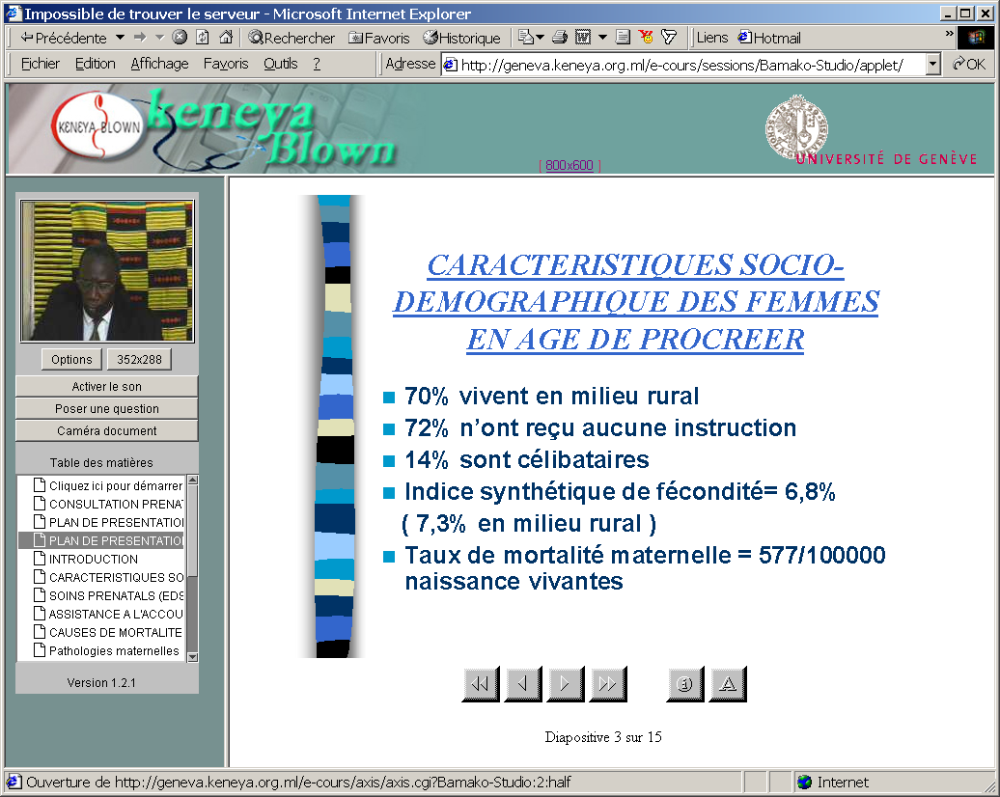 Impossible de trouver le serveur - Microsoft Internet Explorer
Précédente Rechercher Favoris Historique Liens Hotmail »
Fichier Edition Affichage Favoris Outils ? Adresse http://geneva.keneya.org.ml/e-cours/sessions/Bamako-Studio/applet/ OK
KENEYA BLOWN
keneya
Blown
[ 800x600 ]
UNIVERSITÉ DE GENÈVE
Options 352x288
Activer le son
Poser une question
Caméra document
Table des matières
Cliquez ici pour démarrer
CONSULTATION PRENAT
PLAN DE PRESENTATIO
PLAN DE PRESENTATIO
INTRODUCTION
CARACTERISTIQUES SO
SOINS PRENATALS (EDS
ASSISTANCE A L'ACCOU
CAUSES DE MORTALITE
Pathologies maternelles
Version 1.2.1
CARACTERISTIQUES SOCIO-
DEMOGRAPHIQUE DES FEMMES
EN AGE DE PROCREER
70% vivent en milieu rural
72% n’ont reçu aucune instruction
14% sont célibataires
Indice synthétique de fécondité= 6,8%
( 7,3% en milieu rural )
Taux de mortalité maternelle = 577/100000
naissance vivantes
A
Diapositive 3 sur 15
Ouverture de http://geneva.keneya.org.ml/e-cours/axis/axis.cgi?Bamako-Studio:2:half Internet